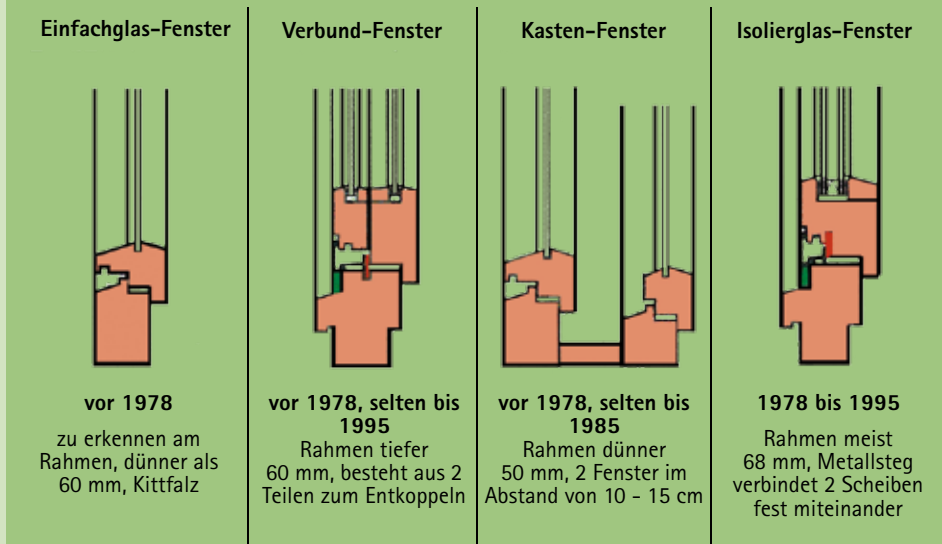 Einfachglas-Fenster
vor 1978
zu erkennen am
Rahmen, dünner als
60 mm, Kittfalz
Verbund-Fenster
vor 1978, selten bis
1995
Rahmen tiefer
60 mm, besteht aus 2
Teilen zum Entkoppeln
Kasten-Fenster
vor 1978, selten bis
1985
Rahmen dünner
50 mm, 2 Fenster im
Abstand von 10 - 15 cm
Isolierglas-Fenster
1978 bis 1995
Rahmen meist
68 mm, Metallsteg
verbindet 2 Scheiben
fest miteinander